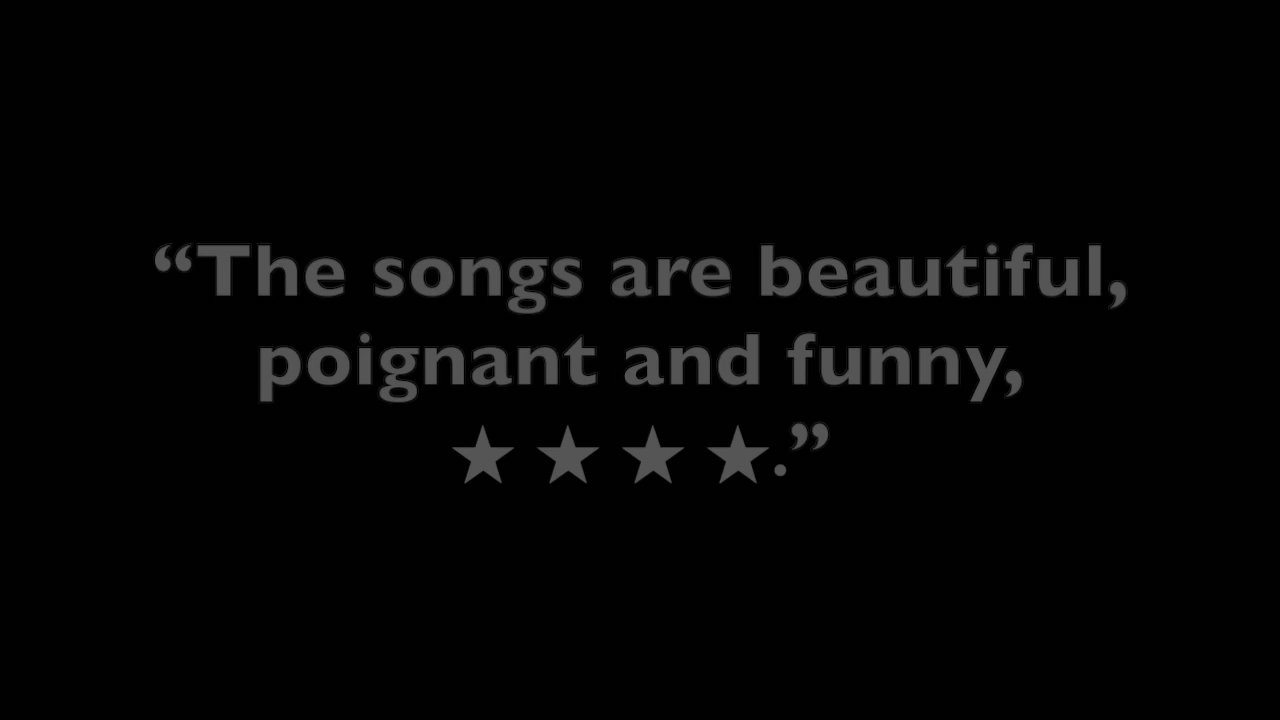 “The songs are beautiful,
poignant and funny,
★ ★ ★ ★.”